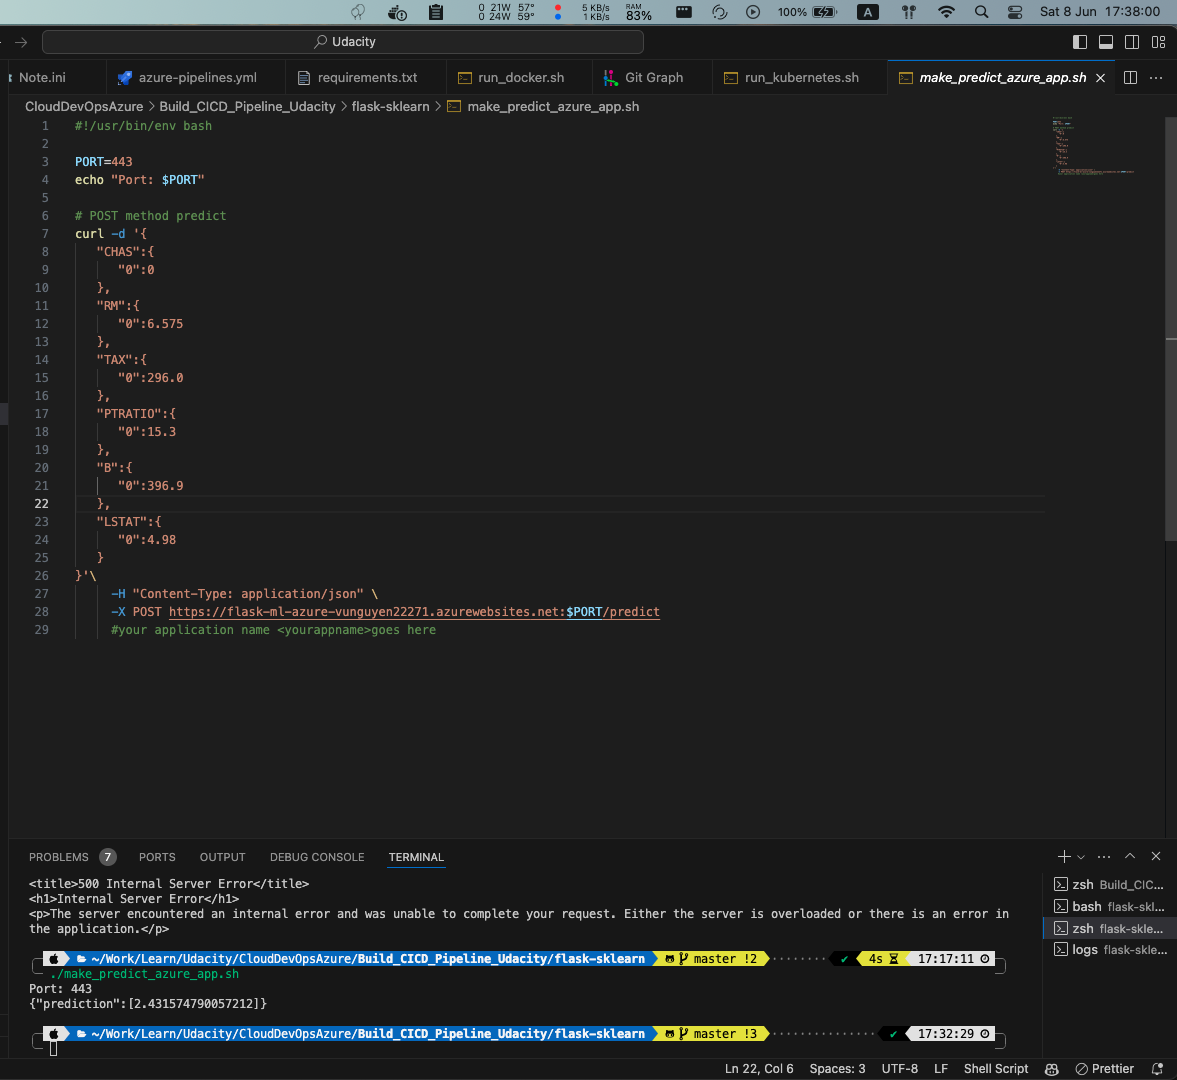 0 21W 57° 5 KB/s RAM
0 24W 59° 1 KB/s 83% 100% A Sat 8 Jun 17:38:00
Udacity
Note.ini azure-pipelines.yml requirements.txt run_docker.sh Git Graph run_kubernetes.sh make_predict_azure_app.sh
CloudDevOpsAzure > Build_CICD_Pipeline_Udacity > flask-sklearn > make_predict_azure_app.sh
1 #!/usr/bin/env bash
2
3 PORT=443
4 echo "Port: $PORT"
5
6 # POST method predict
7 curl -d '{
8 "CHAS":{
9 "0":0
10 },
11 "RM":{
12 "0":6.575
13 },
14 "TAX":{
15 "0":296.0
16 },
17 "PTRATIO":{
18 "0":15.3
19 },
20 "B":{
21 "0":396.9
22 },
23 "LSTAT":{
24 "0":4.98
25 }
26 }'\
27 -H "Content-Type: application/json" \
28 -X POST https://flask-ml-azure-vunguyen22271.azurewebsites.net:$PORT/predict
29 #your application name <yourappname>goes here
PROBLEMS 7 PORTS OUTPUT DEBUG CONSOLE TERMINAL
<title>500 Internal Server Error</title>
<h1>Internal Server Error</h1>
<p>The server encountered an internal error and was unable to complete your request. Either the server is overloaded or there is an error in
the application.</p>
~/Work/Learn/Udacity/CloudDevOpsAzure/Build_CICD_Pipeline_Udacity/flask-sklearn master !2 ✔ 4s 17:17:11
./make_predict_azure_app.sh
Port: 443
{"prediction":[2.431574790057212]}
~/Work/Learn/Udacity/CloudDevOpsAzure/Build_CICD_Pipeline_Udacity/flask-sklearn master !3 ✔ 17:32:29
zsh Build_CIC...
bash flask-skl...
zsh flask-skle...
logs flask-skle...
Ln 22, Col 6 Spaces: 3 UTF-8 LF Shell Script Prettier